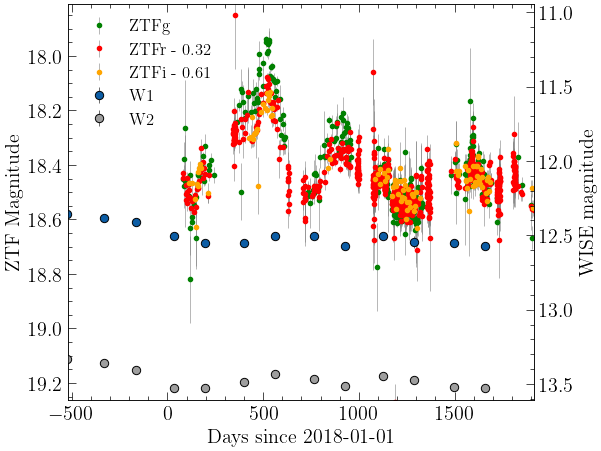 ZTFg
ZTFr - 0.32
ZTFi - 0.61
W1
W2
ZTF Magnitude
18.0
18.2
18.4
18.6
18.8
19.0
19.2
WISE magnitude
11.0
11.5
12.0
12.5
13.0
13.5
−500
0
500
1000
1500
Days since 2018-01-01